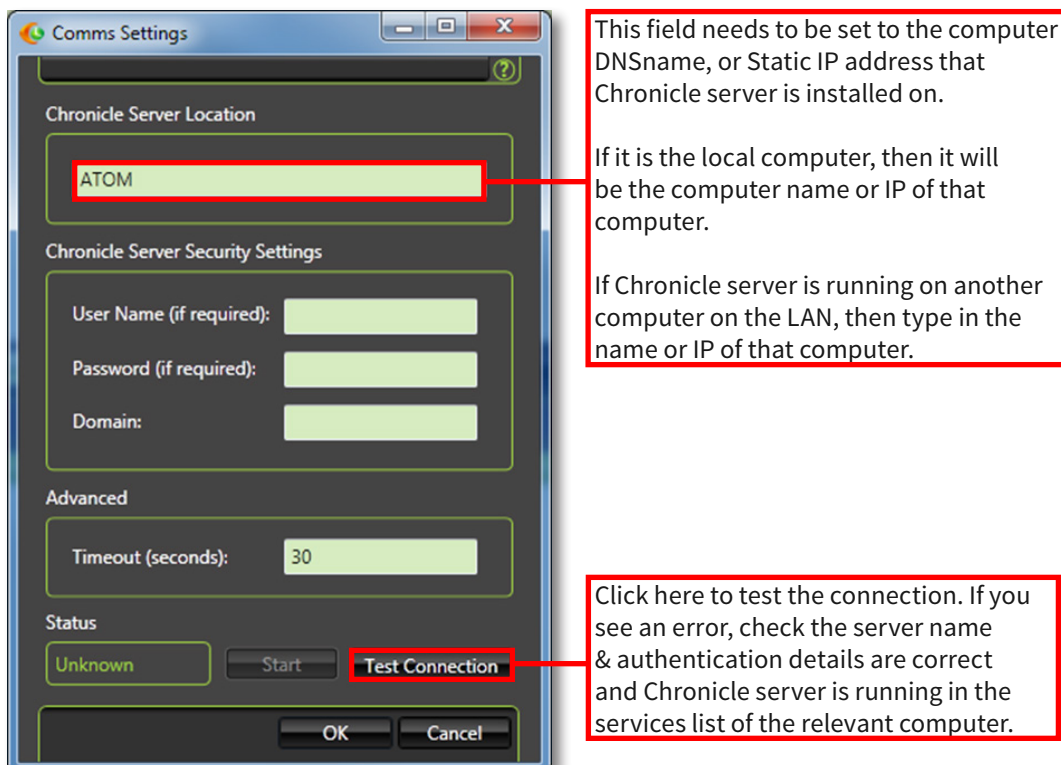 Comms Settings
Chronicle Server Location
ATOM
Chronicle Server Security Settings
User Name (if required):
Password (if required):
Domain:
Advanced
Timeout (seconds): 30
Status
Unknown Start Test Connection
OK Cancel
This field needs to be set to the computer
DNSname, or Static IP address that
Chronicle server is installed on.
If it is the local computer, then it will
be the computer name or IP of that
computer.
If Chronicle server is running on another
computer on the LAN, then type in the
name or IP of that computer.
Click here to test the connection. If you
see an error, check the server name
& authentication details are correct
and Chronicle server is running in the
services list of the relevant computer.